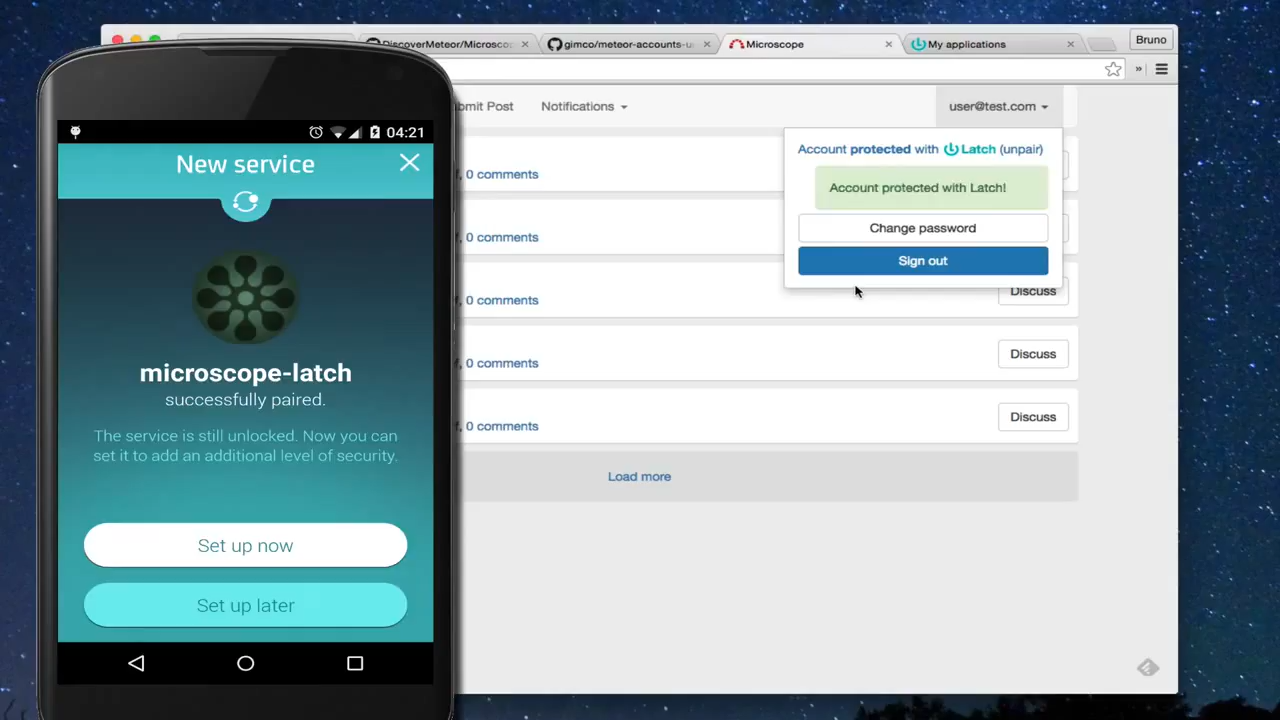 04:21
New service
microscope-latch
successfully paired.
The service is still unlocked. Now you can
set it to add an additional level of security.
Set up now
Set up later
DiscoverMeteor/Microsc
gimco/meteor-accounts-u
Microscope
My applications
Bruno
»
Notifications
user@test.com
Account protected with Latch (unpair)
Account protected with Latch!
Change password
Sign out
0 comments
0 comments
0 comments
Discuss
0 comments
Discuss
0 comments
Discuss
Load more